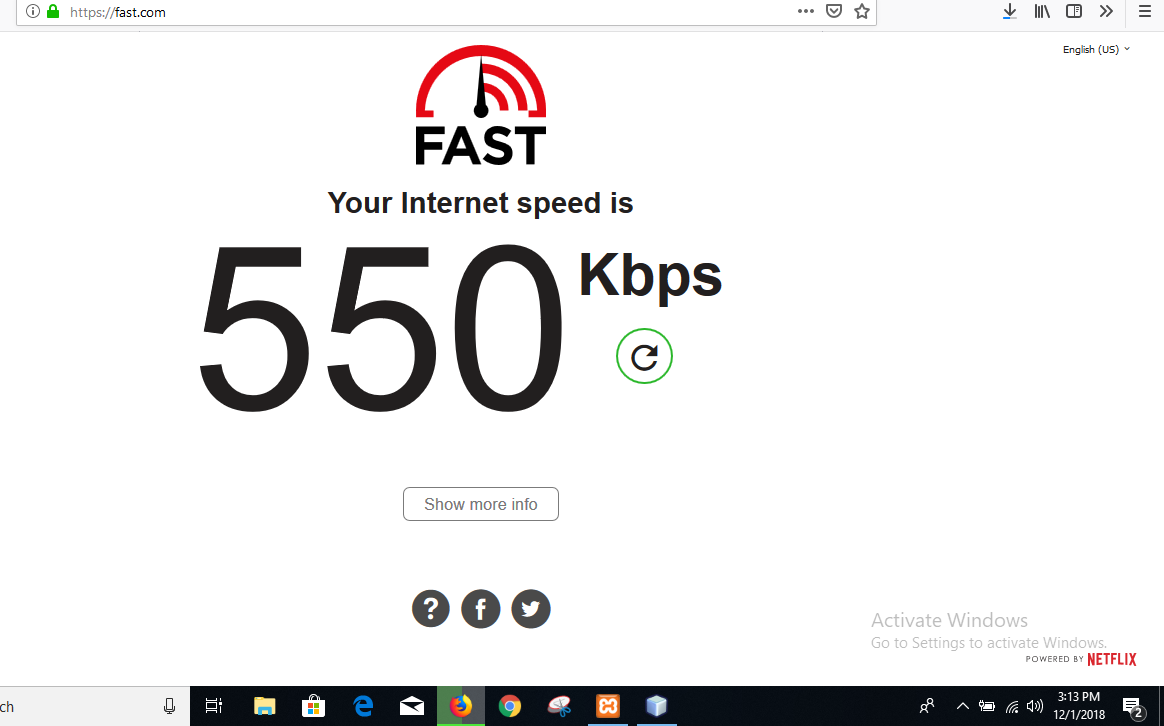 https://fast.com
English (US)
FAST
Your Internet speed is
550 Kbps
Show more info
?
f
Activate Windows
Go to Settings to activate Windows.
POWERED BY NETFLIX
ch
3:13 PM
12/1/2018
2